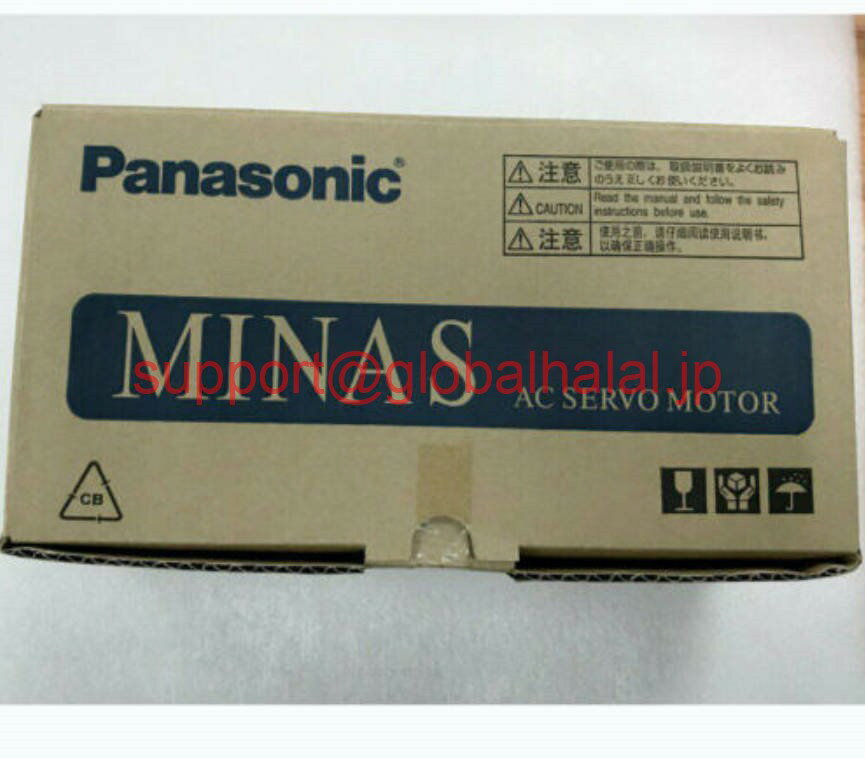 Panasonic®
⚠注意 ご使用の際は、取扱説明書をよくお読み
のうえ正しくお使いください。
⚠CAUTION Read the manual and follow the safety
instructions before use.
⚠注意 使用之前,请仔细阅读使用说明书,
以确保正确操作。
MINAS
support@globalhalal.jp
AC SERVO MOTOR
CB